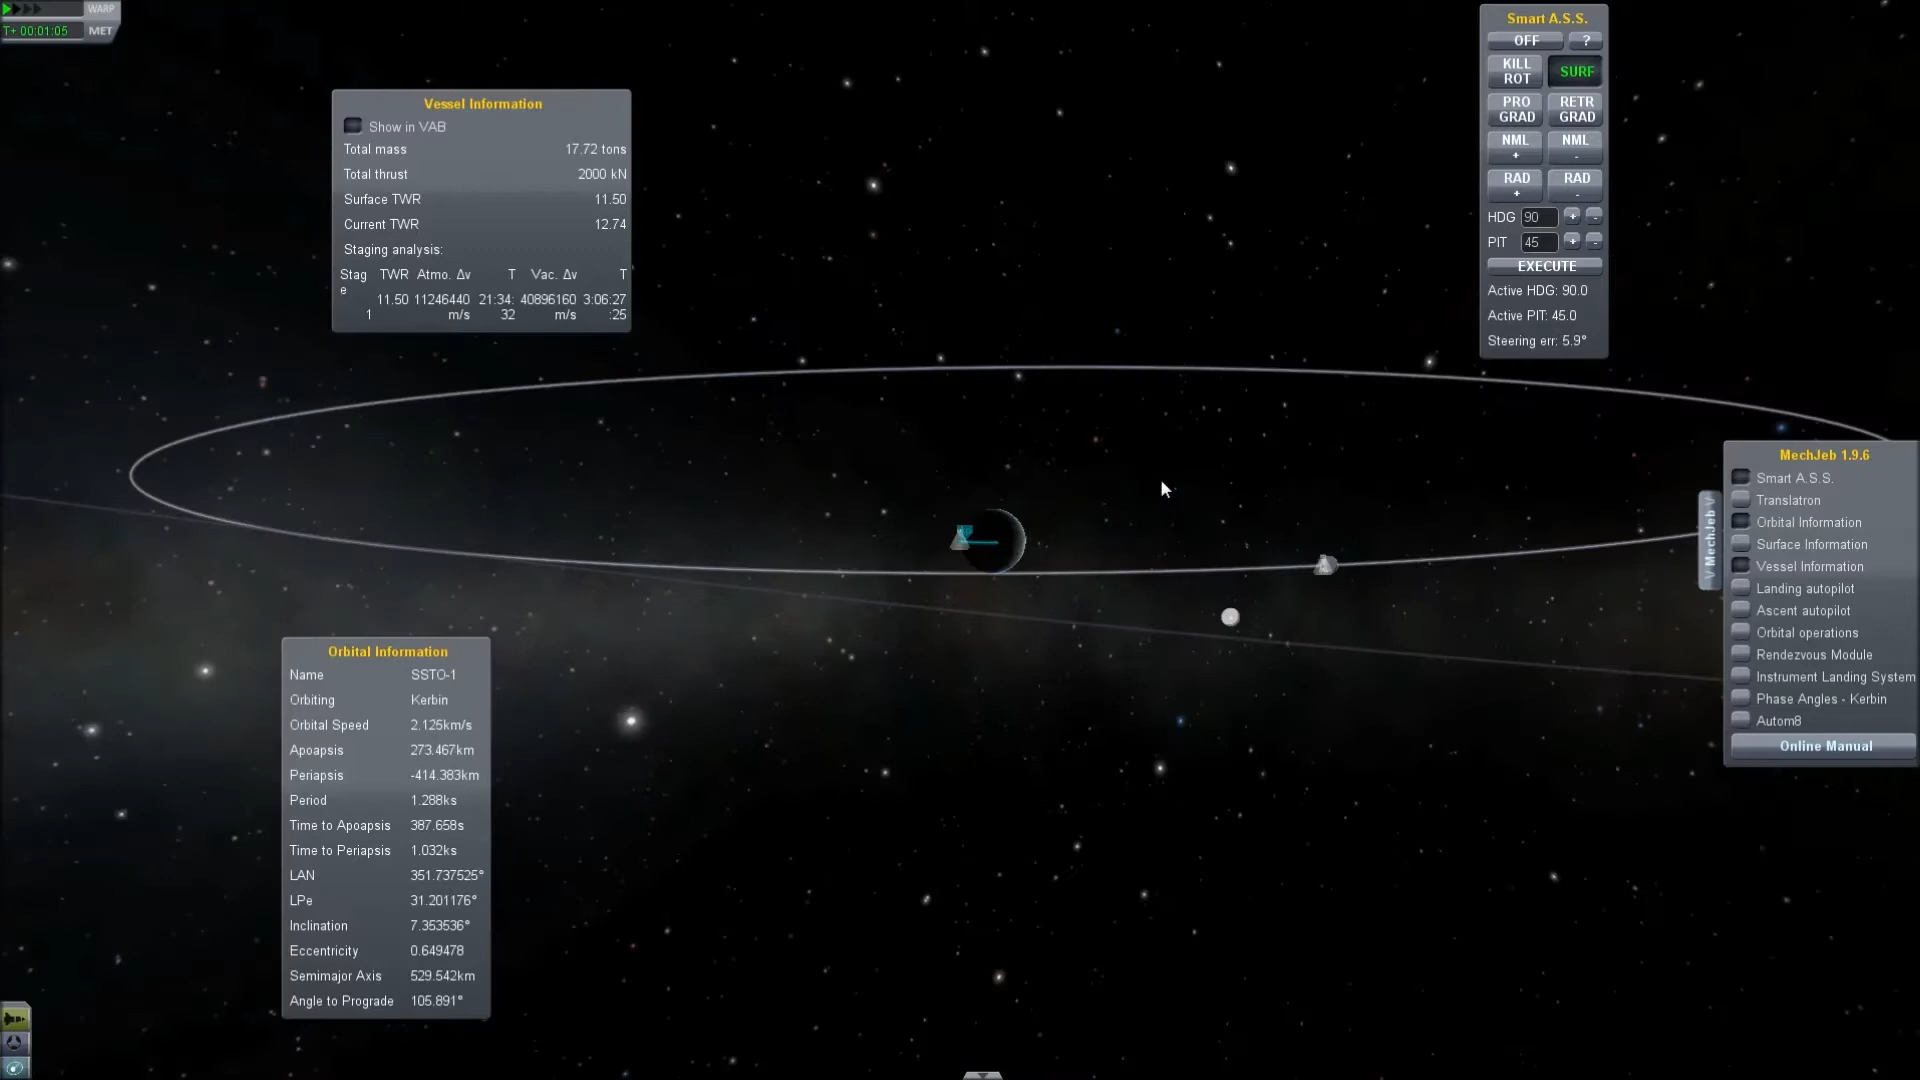 WARP
T+ 00:01:05 MET
Smart A.S.S.
OFF ?
KILL ROT SURF
PRO GRAD RETR GRAD
NML + NML -
RAD + RAD -
HDG 90 + -
PIT 45 + -
EXECUTE
Active HDG: 90.0
Active PIT: 45.0
Steering err: 5.9°
Vessel Information
Show in VAB
Total mass 17.72 tons
Total thrust 2000 kN
Surface TWR 11.50
Current TWR 12.74
Staging analysis:
Stage TWR Atmo. Δv T Vac. Δv T
1 11.50 11246440 m/s 21:34:32 40896160 m/s 3:06:27:25
V MechJeb V
MechJeb 1.9.6
Smart A.S.S.
Translatron
Orbital Information
Surface Information
Vessel Information
Landing autopilot
Ascent autopilot
Orbital operations
Rendezvous Module
Instrument Landing System
Phase Angles - Kerbin
Autom8
Online Manual
Orbital Information
Name SSTO-1
Orbiting Kerbin
Orbital Speed 2.125km/s
Apoapsis 273.467km
Periapsis -414.383km
Period 1.288ks
Time to Apoapsis 387.658s
Time to Periapsis 1.032ks
LAN 351.737525°
LPe 31.201176°
Inclination 7.353536°
Eccentricity 0.649478
Semimajor Axis 529.542km
Angle to Prograde 105.891°